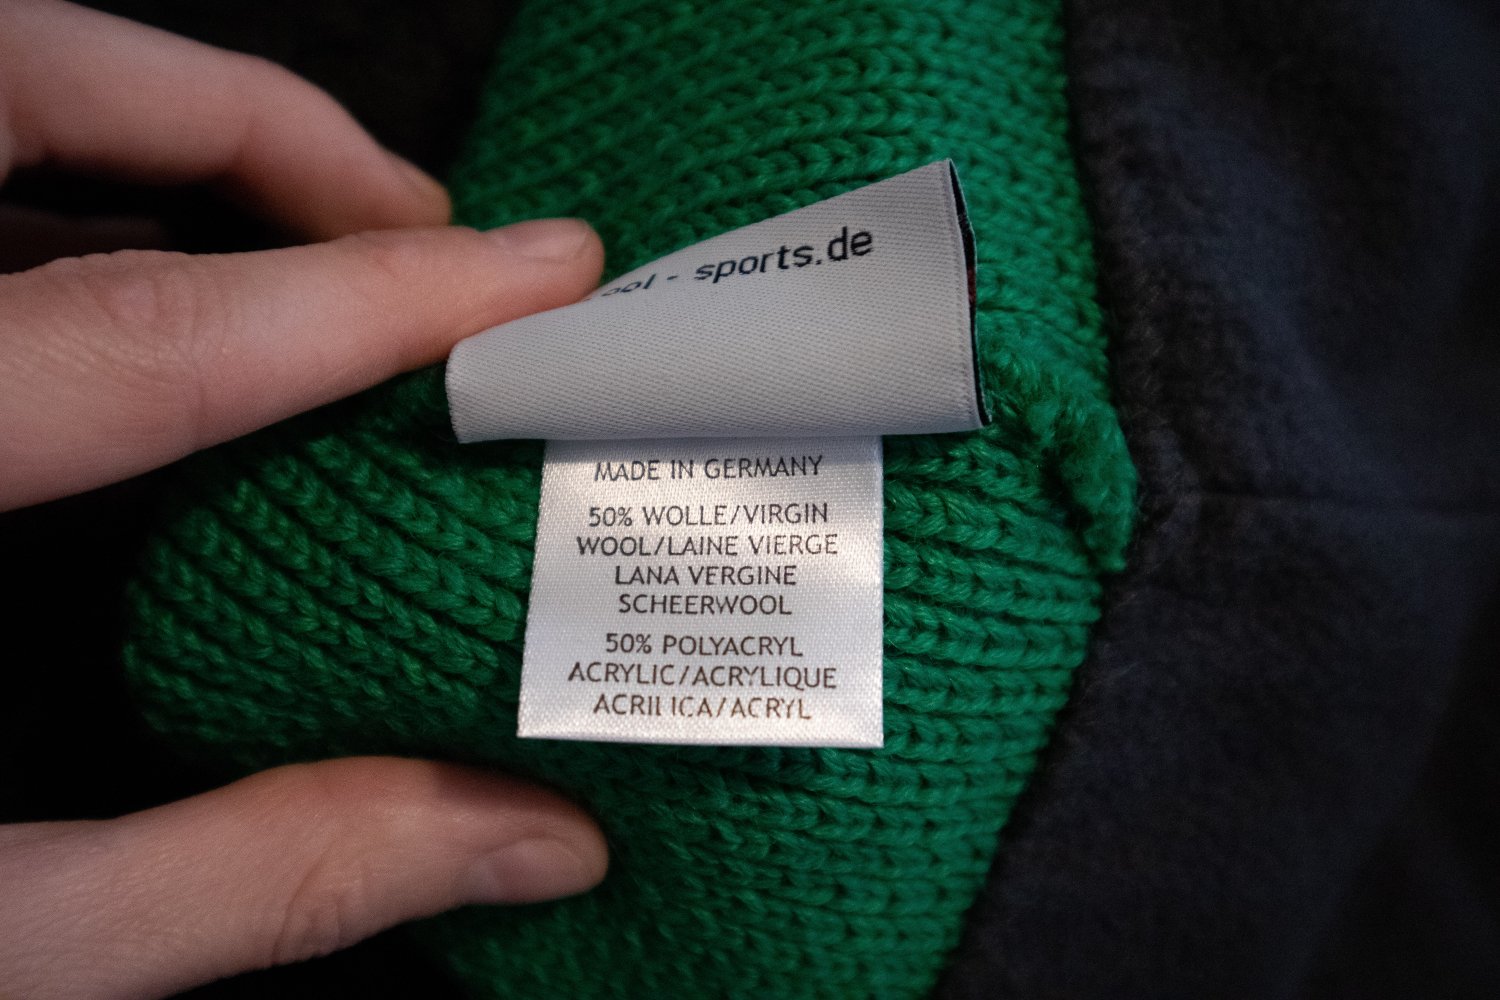 - sports.de
MADE IN GERMANY
50% WOLLE/VIRGIN
WOOL/LAINE VIERGE
LANA VERGINE
SCHEERWOOL
50% POLYACRYL
ACRYLIC/ACRYLIQUE
ACRILICA/ACRYL